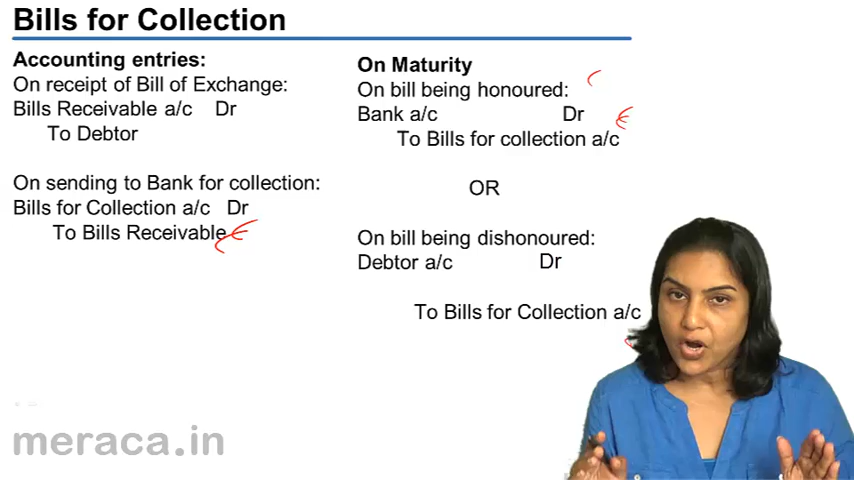 Bills for Collection
Accounting entries:
On receipt of Bill of Exchange:
Bills Receivable a/c Dr
To Debtor
On sending to Bank for collection:
Bills for Collection a/c Dr
To Bills Receivable
On Maturity
On bill being honoured:
Bank a/c Dr
To Bills for collection a/c
OR
On bill being dishonoured:
Debtor a/c Dr
To Bills for Collection a/c
meraca.in